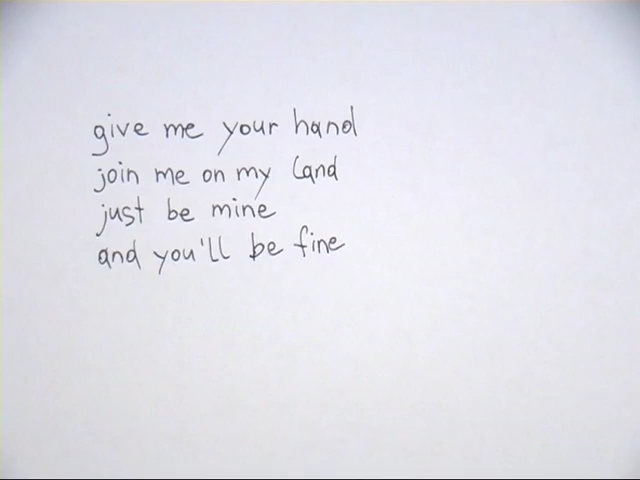 give me your hand
join me on my land
just be mine
and you'll be fine